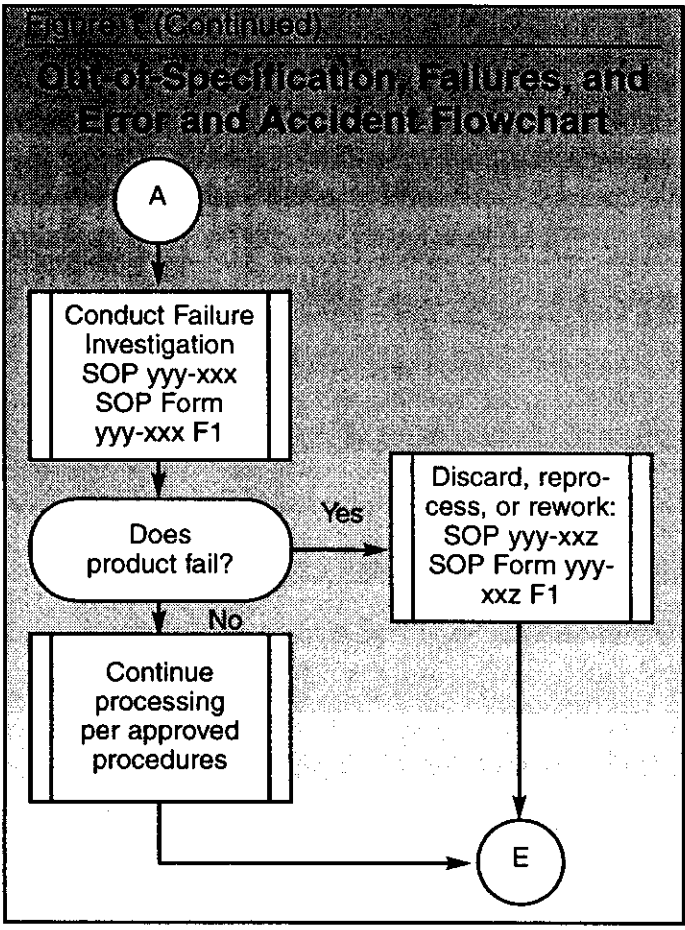 (Continued)
Out-of-Specification, Failures, and
Error and Accident Flowchart
A
Conduct Failure
Investigation
SOP yyy-xxx
SOP Form
yyy-xxx F1
Does
product fail?
Yes
Discard, repro-
cess, or rework:
SOP yyy-xxz
SOP Form yyy-
xxz F1
No
Continue
processing
per approved
procedures
E